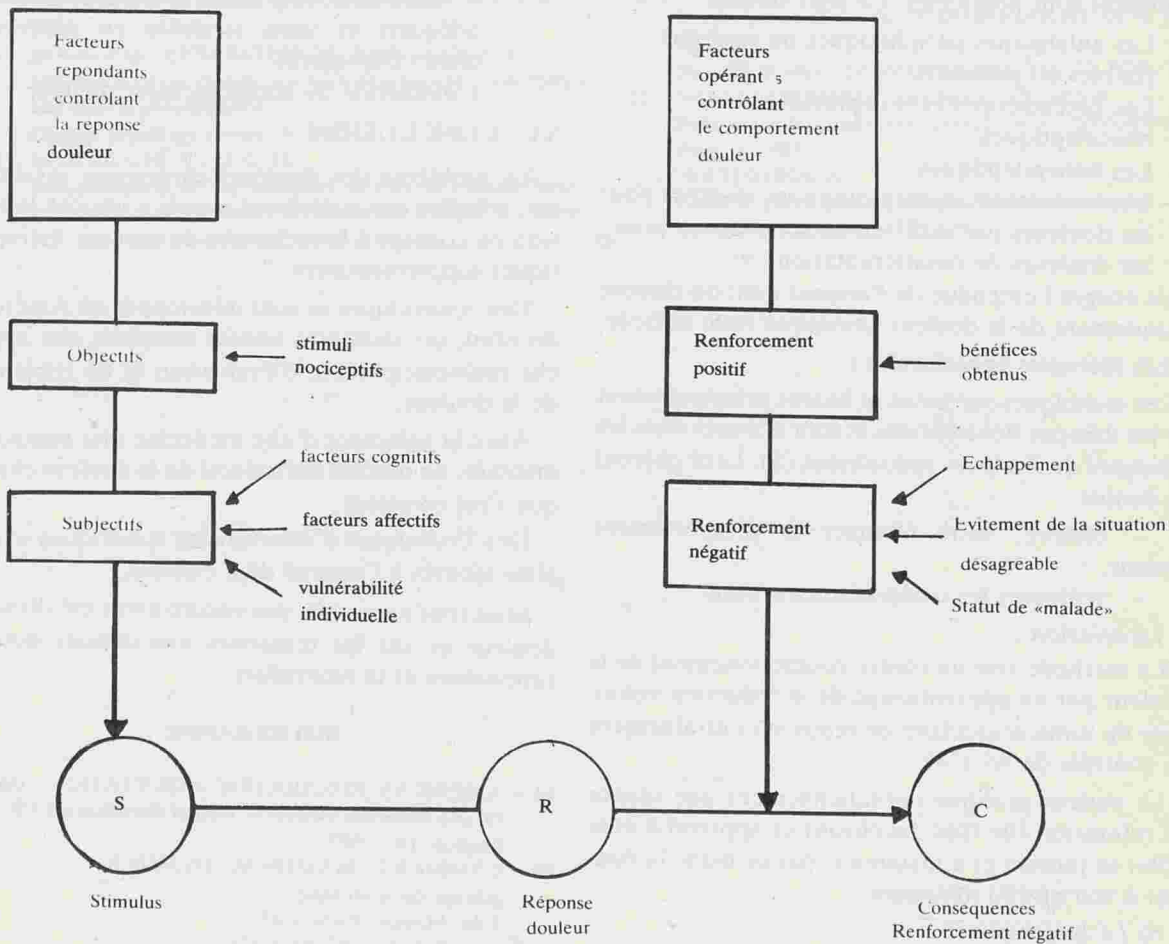 Facteurs
repondants
contrôlant
la reponse
douleur
Objectifs
stimuli
nociceptifs
facteurs cognitifs
Subjectifs
facteurs affectifs
vulnérabilité
individuelle
S
Stimulus
R
Réponse
douleur
Facteurs
opérant s
contrôlant
le comportement
douleur
Renforcement
positif
bénéfices
obtenus
Echappement
Renforcement
négatif
Evitement de la situation
désagreable
Statut de «malade»
C
Consequences
Renforcement négatif